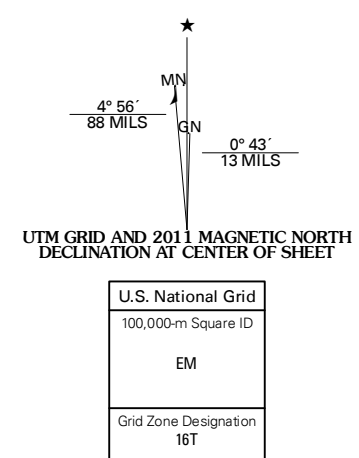 ★
MN
4° 56´
88 MILS
GN
0° 43´
13 MILS
UTM GRID AND 2011 MAGNETIC NORTH
DECLINATION AT CENTER OF SHEET
U.S. National Grid
100,000-m Square ID
EM
Grid Zone Designation
16T